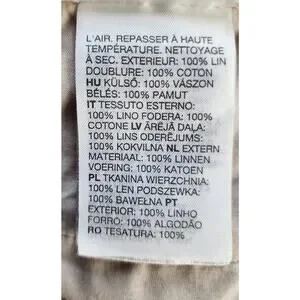 L'AIR. REPASSER À HAUTE
TEMPÉRATURE. NETTOYAGE
À SEC. EXTERIEUR: 100% LIN
DOUBLURE: 100% COTON
HU KÜLSŐ: 100% VÁSZON
BÉLÉS: 100% PAMUT
IT TESSUTO ESTERNO:
100% LINO FODERA: 100%
COTONE LV ĀRĒJĀ DAĻA:
100% LINS ODERĒJUMS:
100% KOKVILNA NL EXTERN
MATERIAAL: 100% LINNEN
VOERING: 100% KATOEN
PL TKANINA WIERZCHNIA:
100% LEN PODSZEWKA:
100% BAWEŁNA PT
EXTERIOR: 100% LINHO
FORRO: 100% ALGODÃO
RO TESATURA: 100%